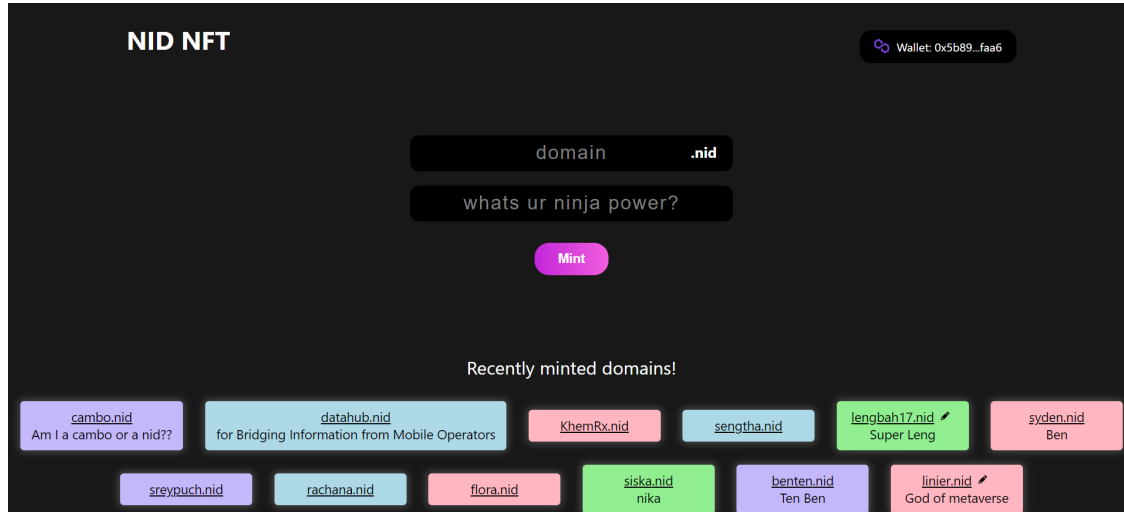 NID NFT
Wallet: 0x5b89...faa6
domain .nid
whats ur ninja power?
Mint
Recently minted domains!
cambo.nid
Am I a cambo or a nid??
datahub.nid
for Bridging Information from Mobile Operators
KhemRx.nid
sengtha.nid
lengbah17.nid
Super Leng
syden.nid
Ben
sreypuch.nid
rachana.nid
flora.nid
siska.nid
nika
benten.nid
Ten Ben
linier.nid
God of metaverse